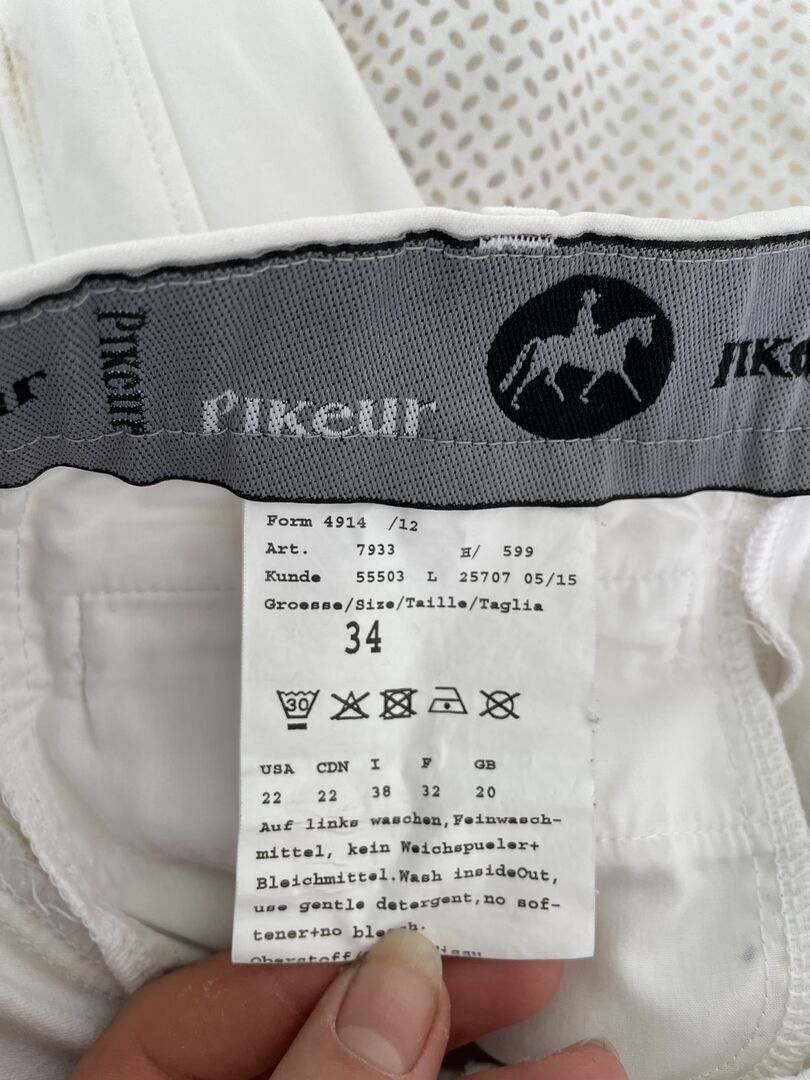 Pikeur
Pikeur
Form 4914 /12
Art. 7933 H/ 599
Kunde 55503 L 25707 05/15
Groesse/Size/Taille/Taglia
34
30
USA CDN I F GB
22 22 38 32 20
Auf links waschen,Feinwasch-
mittel, kein Weichspueler+
Bleichmittel.Wash insideOut,
use gentle detergent,no sof-
tener+no bleach.
Oberstoff/